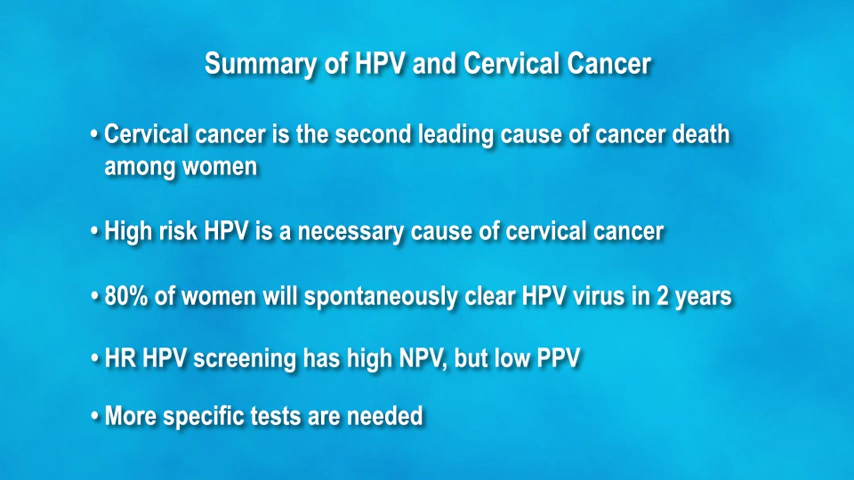 Summary of HPV and Cervical Cancer
• Cervical cancer is the second leading cause of cancer death
among women
• High risk HPV is a necessary cause of cervical cancer
• 80% of women will spontaneously clear HPV virus in 2 years
• HR HPV screening has high NPV, but low PPV
• More specific tests are needed